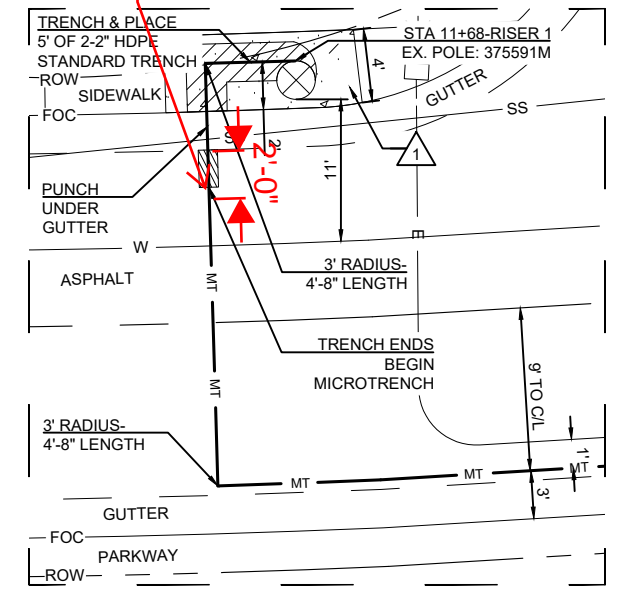 TRENCH & PLACE
5' OF 2-2" HDPE
STANDARD TRENCH
STA 11+68-RISER 1
EX. POLE: 375591M
ROW
SIDEWALK
4'
GUTTER
FOC
SS
2'
2'-0"
11'
1
PUNCH
UNDER
GUTTER
W
E
ASPHALT
MT
3' RADIUS-
4'-8" LENGTH
TRENCH ENDS
BEGIN
MICROTRENCH
MT
9' TO C/L
3' RADIUS-
4'-8" LENGTH
1'
MT
MT
MT
3'
GUTTER
FOC
PARKWAY
ROW